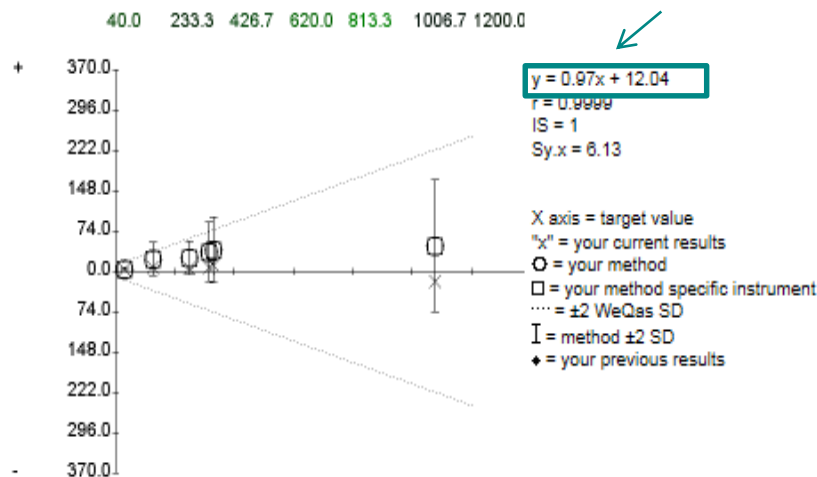 40.0 233.3 426.7 620.0 813.3 1006.7 1200.0
+ 370.0
296.0
222.0
148.0
74.0
0.0
74.0
148.0
222.0
296.0
- 370.0
y = 0.97x + 12.04
r = 0.9999
IS = 1
Sy.x = 6.13
X axis = target value
"x" = your current results
= your method
= your method specific instrument
= ±2 WeQas SD
= method ±2 SD
= your previous results